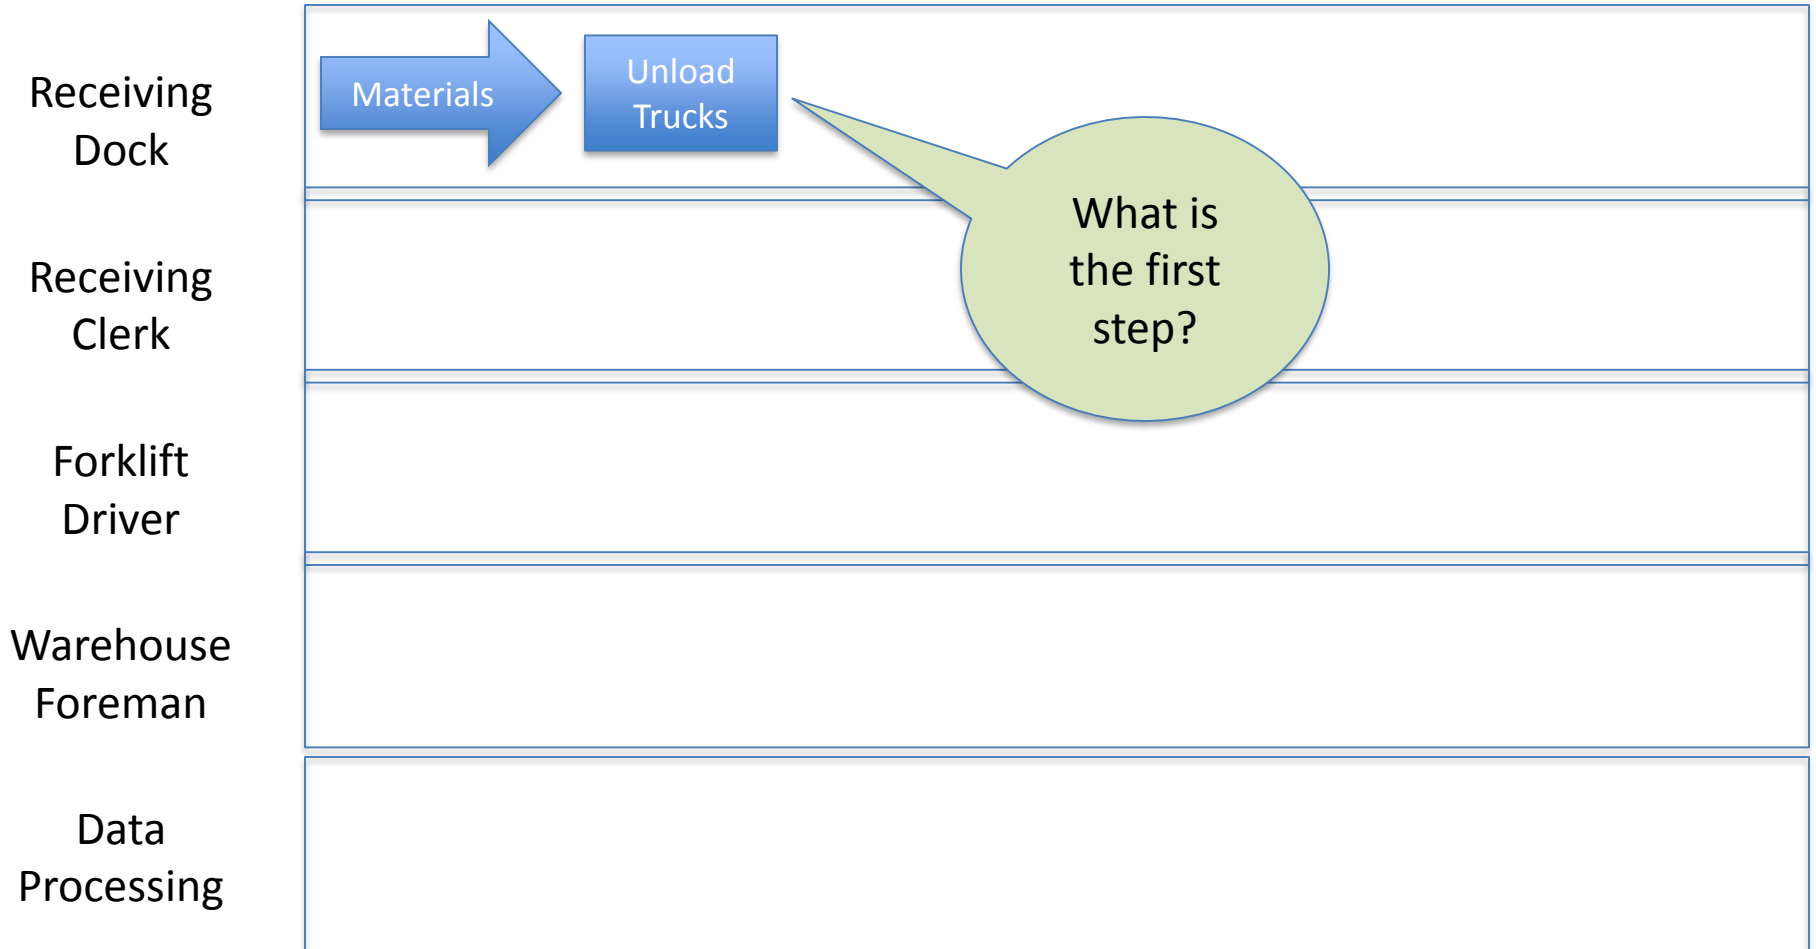 Receiving
Dock
Materials
Unload
Trucks
What is
the first
step?
Receiving
Clerk
Forklift
Driver
Warehouse
Foreman
Data
Processing